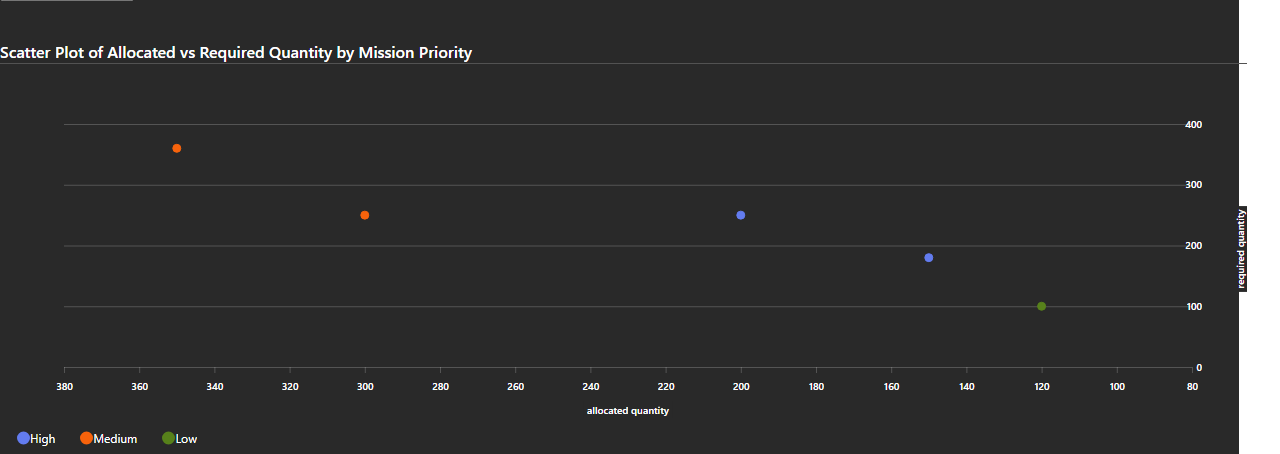 Scatter Plot of Allocated vs Required Quantity by Mission Priority
400
300
200
100
0
required quantity
380 360 340 320 300 280 260 240 220 200 180 160 140 120 100 80
allocated quantity
High Medium Low